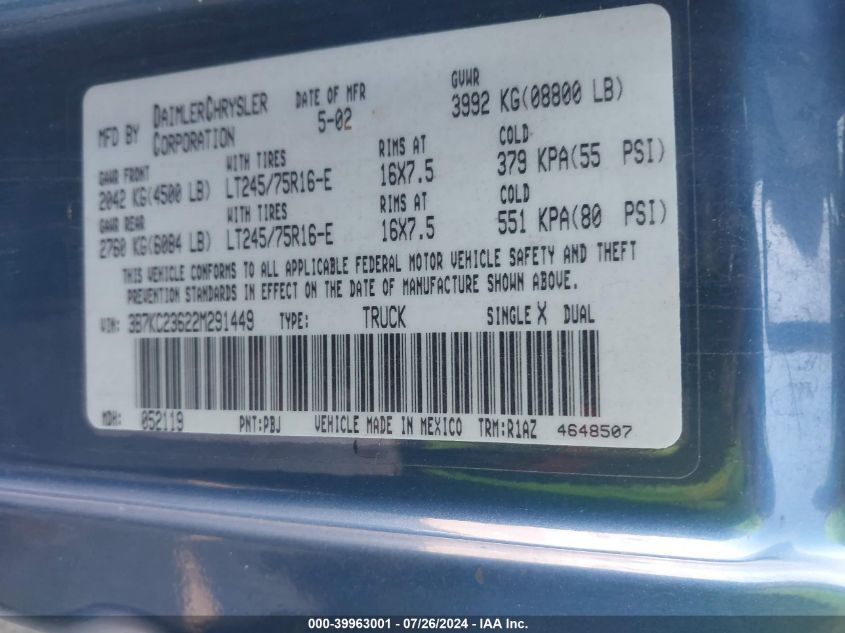 MFD BY DAIMLERCHRYSLER CORPORATION DATE OF MFR 5-02 GVWR 3992 KG(08800 LB)
GAWR FRONT WITH TIRES RIMS AT COLD
2042 KG(4500 LB) LT245/75R16-E 16X7.5 379 KPA(55 PSI)
GAWR REAR WITH TIRES RIMS AT COLD
2760 KG(6084 LB) LT245/75R16-E 16X7.5 551 KPA(80 PSI)
THIS VEHICLE CONFORMS TO ALL APPLICABLE FEDERAL MOTOR VEHICLE SAFETY AND THEFT
PREVENTION STANDARDS IN EFFECT ON THE DATE OF MANUFACTURE SHOWN ABOVE.
VIN: 3B7KC23622M291449 TYPE: TRUCK SINGLE X DUAL
MDH: 052119 PNT:PBJ VEHICLE MADE IN MEXICO TRM:R1AZ 4648507
000-39963001 - 07/26/2024 - IAA Inc.